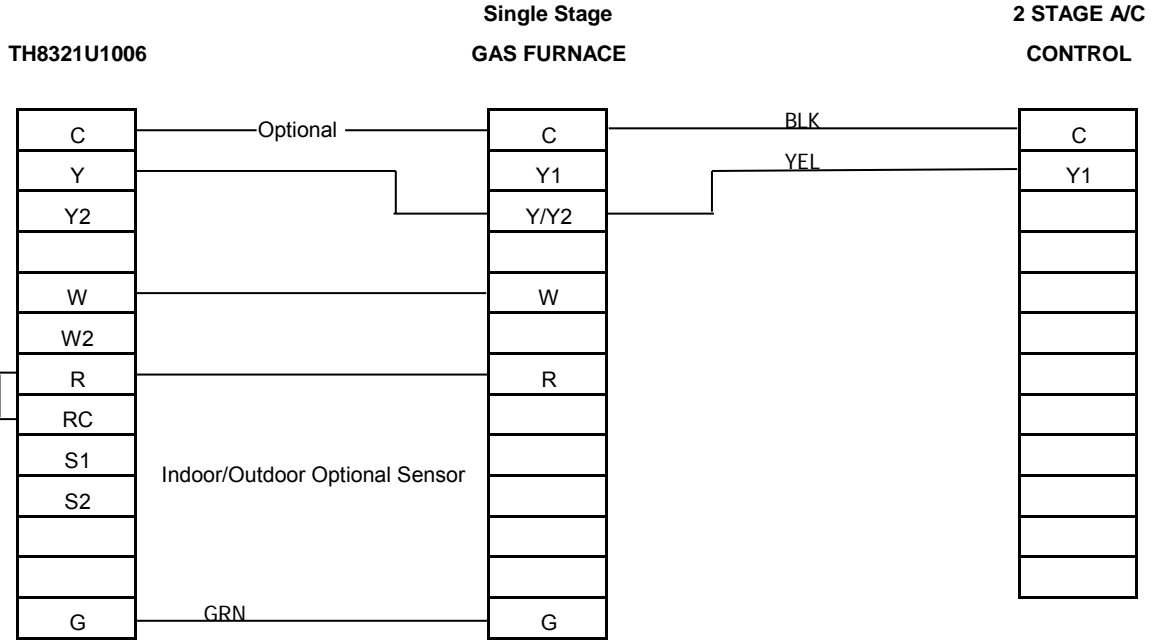 Single Stage 2 STAGE A/C
TH8321U1006 GAS FURNACE CONTROL
C Optional C BLK C
Y Y1 YEL Y1
Y2 Y/Y2
W W
W2
R R
RC
S1
Indoor/Outdoor Optional Sensor
S2
G GRN G